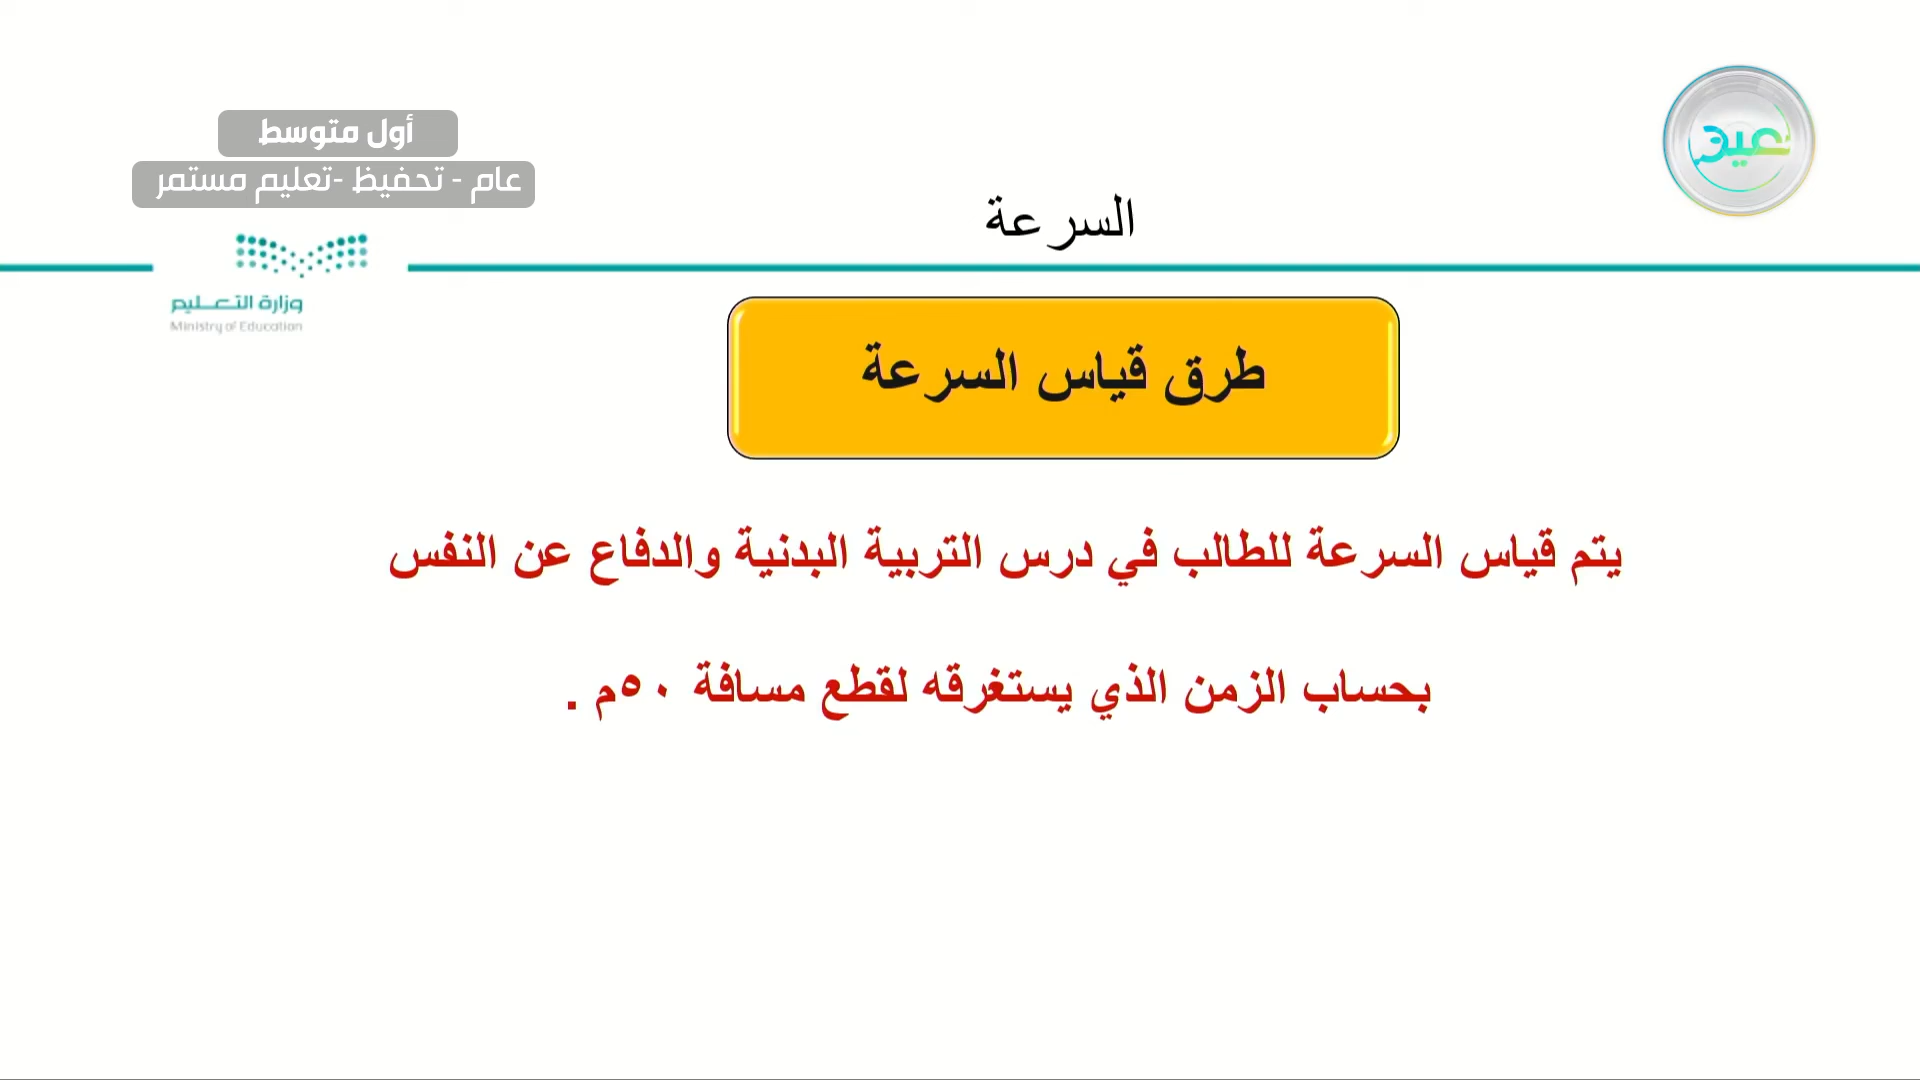 أول متوسط
عام - تحفيظ -تعليم مستمر
عين
السرعة
وزارة التعليم
Ministry of Education
طرق قياس السرعة
يتم قياس السرعة للطالب في درس التربية البدنية والدفاع عن النفس
بحساب الزمن الذي يستغرقه لقطع مسافة ٥٠م .